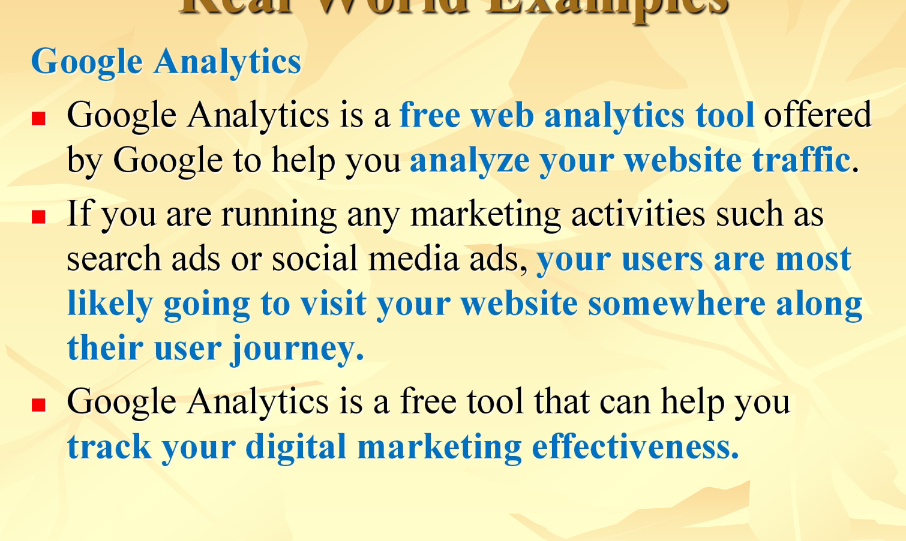 Real World Examples
Google Analytics
Google Analytics is a free web analytics tool offered
by Google to help you analyze your website traffic.
If you are running any marketing activities such as
search ads or social media ads, your users are most
likely going to visit your website somewhere along
their user journey.
Google Analytics is a free tool that can help you
track your digital marketing effectiveness.